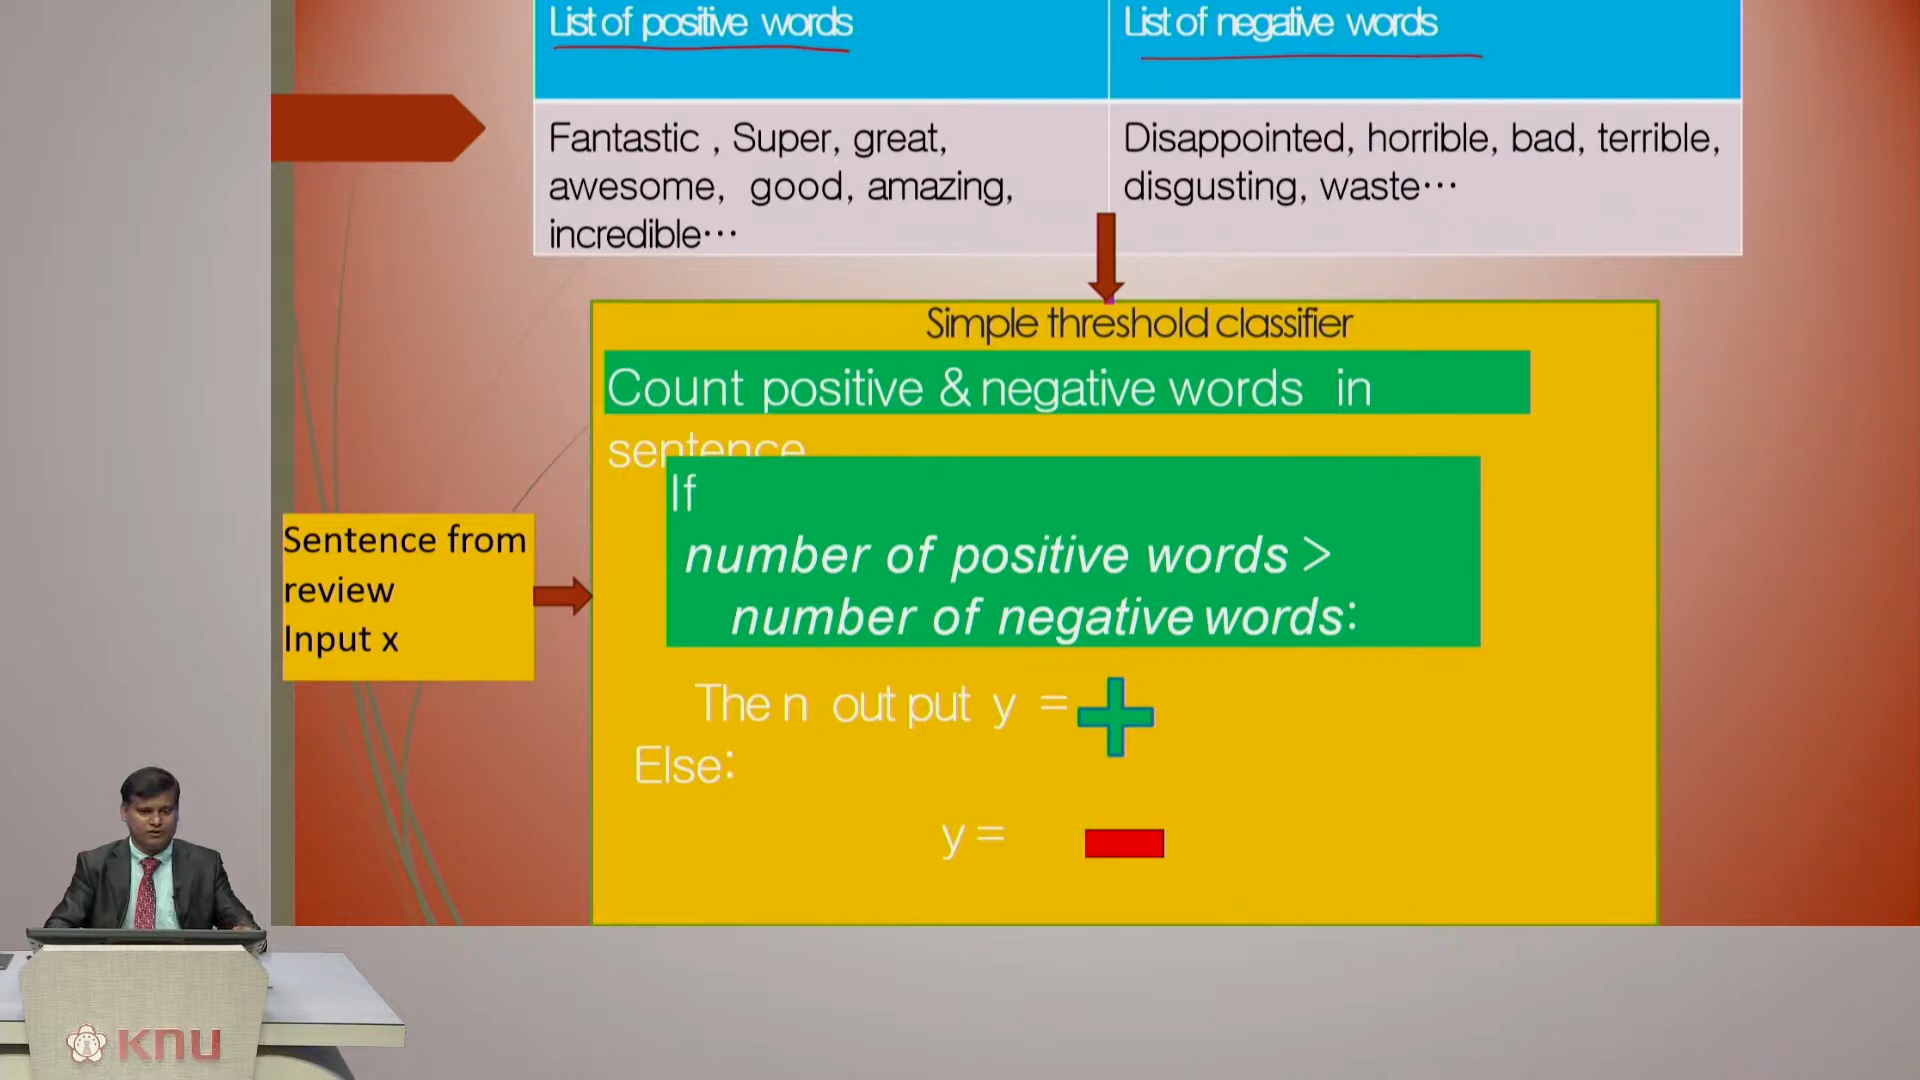 List of positive words
List of negative words
Fantastic , Super, great,
awesome, good, amazing,
incredible…
Disappointed, horrible, bad, terrible,
disgusting, waste…
Simple threshold classifier
Count positive & negative words in
sentence
If
number of positive words >
number of negative words:
The n out put y =
Else:
y =
Sentence from
review
Input x
KNU